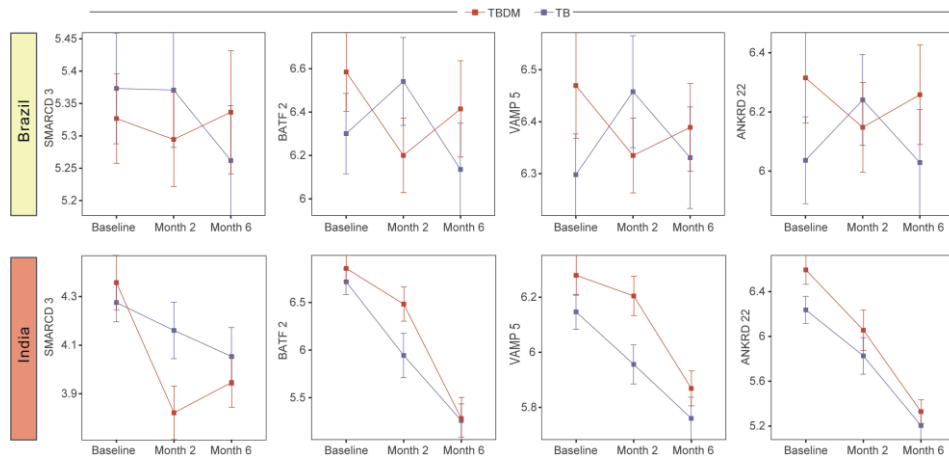 TBDM TB
Brazil
SMARCD 3
5.45
5.4
5.35
5.3
5.25
5.2
Baseline Month 2 Month 6
BATF 2
6.6
6.4
6.2
6
Baseline Month 2 Month 6
VAMP 5
6.5
6.4
6.3
Baseline Month 2 Month 6
ANKRD 22
6.4
6.2
6
Baseline Month 2 Month 6
India
SMARCD 3
4.3
4.1
3.9
Baseline Month 2 Month 6
BATF 2
6.5
6
5.5
Baseline Month 2 Month 6
VAMP 5
6.2
6
5.8
Baseline Month 2 Month 6
ANKRD 22
6.4
6
5.6
5.2
Baseline Month 2 Month 6